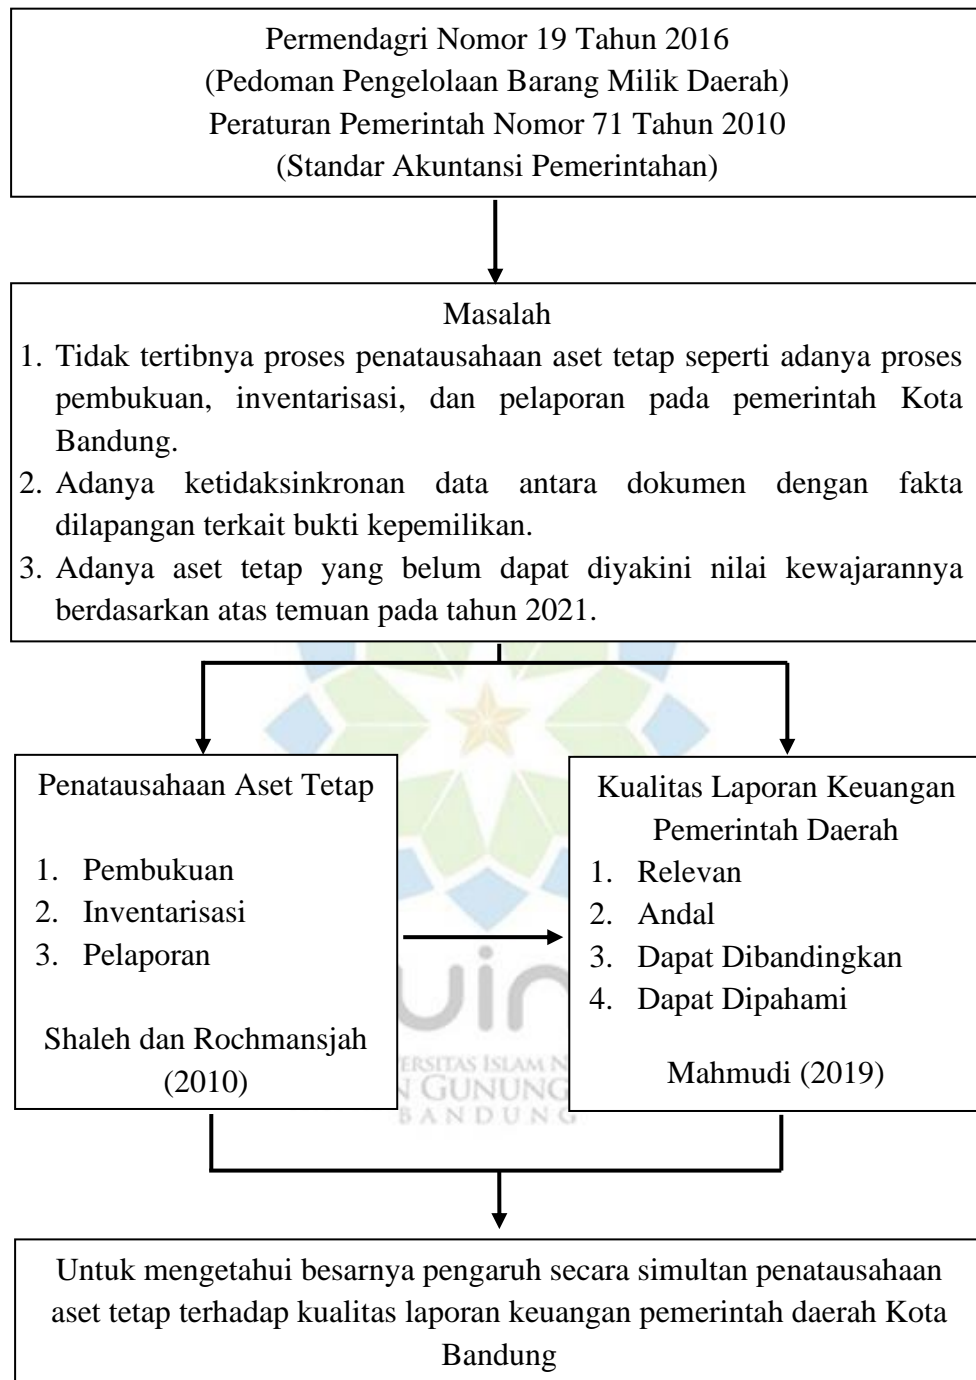 Permendagri Nomor 19 Tahun 2016
(Pedoman Pengelolaan Barang Milik Daerah)
Peraturan Pemerintah Nomor 71 Tahun 2010
(Standar Akuntansi Pemerintahan)
Masalah
1. Tidak tertibnya proses penatausahaan aset tetap seperti adanya proses
pembukuan, inventarisasi, dan pelaporan pada pemerintah Kota
Bandung.
2. Adanya ketidaksinkronan data antara dokumen dengan fakta
dilapangan terkait bukti kepemilikan.
3. Adanya aset tetap yang belum dapat diyakini nilai kewajarannya
berdasarkan atas temuan pada tahun 2021.
Penatausahaan Aset Tetap
1. Pembukuan
2. Inventarisasi
3. Pelaporan
Shaleh dan Rochmansjah
(2010)
Kualitas Laporan Keuangan
Pemerintah Daerah
1. Relevan
2. Andal
3. Dapat Dibandingkan
4. Dapat Dipahami
Mahmudi (2019)
ISLAM
GUNUNG
BANDUNG
Untuk mengetahui besarnya pengaruh secara simultan penatausahaan
aset tetap terhadap kualitas laporan keuangan pemerintah daerah Kota
Bandung